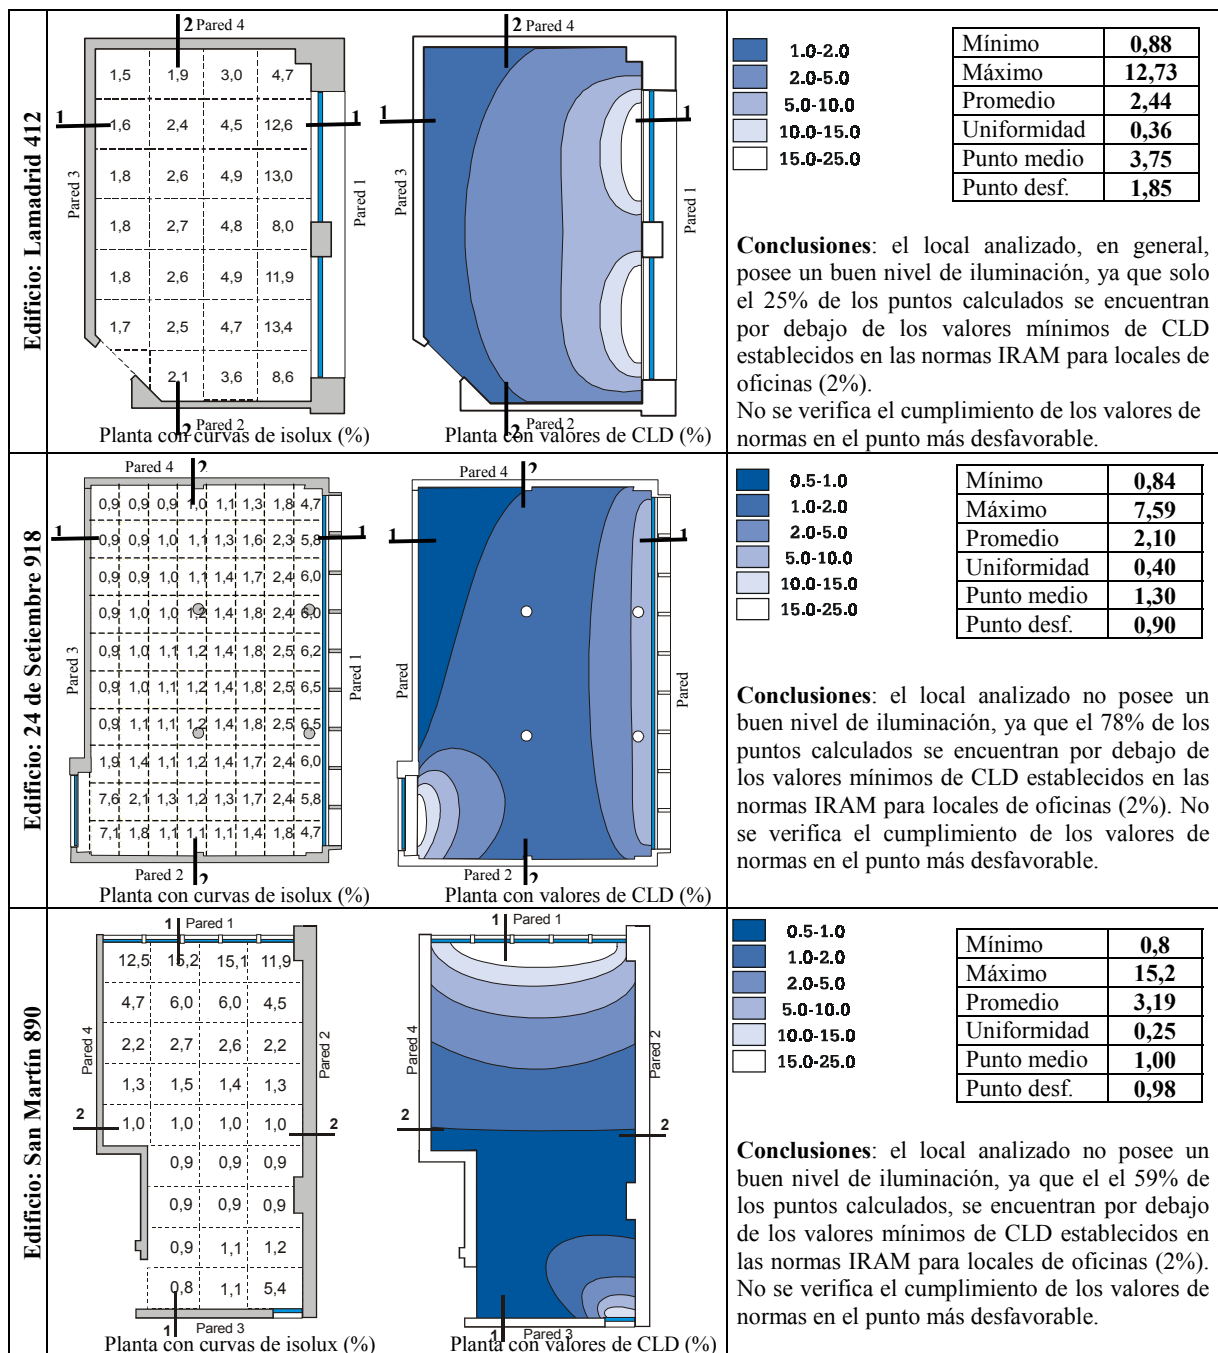 Edificio: Lamadrid 412
2 Pared 4
1,5 1,9 3,0 4,7
1 1,6 2,4 4,5 12,6 1
1,8 2,6 4,9 13,0
1,8 2,7 4,8 8,0
1,8 2,6 4,9 11,9
1,7 2,5 4,7 13,4
2,1 3,6 8,6
Pared 3
Pared 1
2 Pared 2
Planta con curvas de isolux (%)
2 Pared 4
1 1
Pared 3
Pared 1
2 Pared 2
Planta con valores de CLD (%)
1.0-2.0
2.0-5.0
5.0-10.0
10.0-15.0
15.0-25.0
Mínimo 0,88
Máximo 12,73
Promedio 2,44
Uniformidad 0,36
Punto medio 3,75
Punto desf. 1,85
Conclusiones: el local analizado, en general,
posee un buen nivel de iluminación, ya que solo
el 25% de los puntos calculados se encuentran
por debajo de los valores mínimos de CLD
establecidos en las normas IRAM para locales de
oficinas (2%).
No se verifica el cumplimiento de los valores de
normas en el punto más desfavorable.
Edificio: 24 de Setiembre 918
Pared 4 2
0,9 0,9 0,9 1,0 1,1 1,3 1,8 4,7
1 0,9 0,9 1,0 1,1 1,3 1,6 2,3 5,8 1
0,9 0,9 1,0 1,1 1,4 1,7 2,4 6,0
0,9 1,0 1,0 1,2 1,4 1,8 2,4 6,0
0,9 1,0 1,1 1,2 1,4 1,8 2,5 6,2
0,9 1,0 1,1 1,2 1,4 1,8 2,5 6,5
0,9 1,1 1,1 1,2 1,4 1,8 2,5 6,5
1,9 1,4 1,1 1,2 1,4 1,7 2,4 6,0
7,6 2,1 1,3 1,2 1,3 1,7 2,4 5,8
7,1 1,8 1,1 1,1 1,1 1,4 1,8 4,7
Pared 3
Pared 1
Pared 2 2
Planta con curvas de isolux (%)
Pared 4 2
1 1
Pared
Pared
Pared 2 2
Planta con valores de CLD (%)
0.5-1.0
1.0-2.0
2.0-5.0
5.0-10.0
10.0-15.0
15.0-25.0
Mínimo 0,84
Máximo 7,59
Promedio 2,10
Uniformidad 0,40
Punto medio 1,30
Punto desf. 0,90
Conclusiones: el local analizado no posee un
buen nivel de iluminación, ya que el 78% de los
puntos calculados se encuentran por debajo de
los valores mínimos de CLD establecidos en las
normas IRAM para locales de oficinas (2%). No
se verifica el cumplimiento de los valores de
normas en el punto más desfavorable.
Edificio: San Martín 890
1 Pared 1
12,5 15,2 15,1 11,9
4,7 6,0 6,0 4,5
2,2 2,7 2,6 2,2
1,3 1,5 1,4 1,3
2 1,0 1,0 1,0 1,0 2
0,9 0,9 0,9
0,9 0,9 0,9
0,9 1,1 1,2
0,8 1,1 5,4
Pared 4
Pared 2
1 Pared 3
Planta con curvas de isolux (%)
1 Pared 1
2 2
Pared 4
Pared 2
1 Pared 3
Planta con valores de CLD (%)
0.5-1.0
1.0-2.0
2.0-5.0
5.0-10.0
10.0-15.0
15.0-25.0
Mínimo 0,8
Máximo 15,2
Promedio 3,19
Uniformidad 0,25
Punto medio 1,00
Punto desf. 0,98
Conclusiones: el local analizado no posee un
buen nivel de iluminación, ya que el el 59% de
los puntos calculados, se encuentran por debajo
de los valores mínimos de CLD establecidos en
las normas IRAM para locales de oficinas (2%).
No se verifica el cumplimiento de los valores de
normas en el punto más desfavorable.